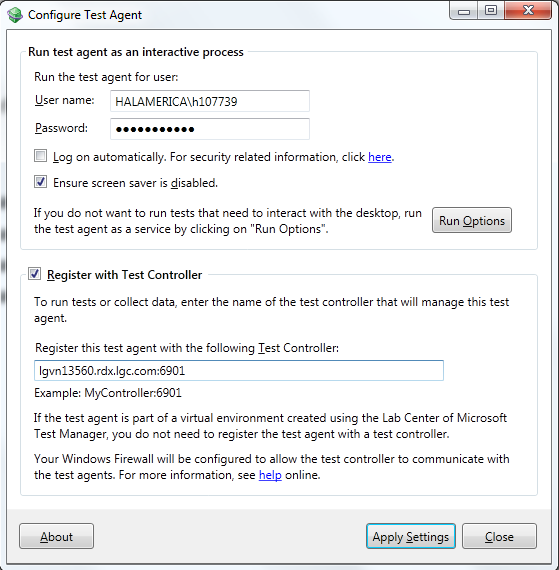 Configure Test Agent
Run test agent as an interactive process
Run the test agent for user:
User name:
HALAMERICA\h107739
Password:
●●●●●●●●●●●
Log on automatically. For security related information, click here.
Ensure screen saver is disabled.
If you do not want to run tests that need to interact with the desktop, run
the test agent as a service by clicking on "Run Options".
Run Options
Register with Test Controller
To run tests or collect data, enter the name of the test controller that will manage this test
agent.
Register this test agent with the following Test Controller:
lgvn13560.rdx.lgc.com:6901
Example: MyController:6901
If the test agent is part of a virtual environment created using the Lab Center of Microsoft
Test Manager, you do not need to register the test agent with a test controller.
Your Windows Firewall will be configured to allow the test controller to communicate with
the test agents. For more information, see help online.
About
Apply Settings
Close